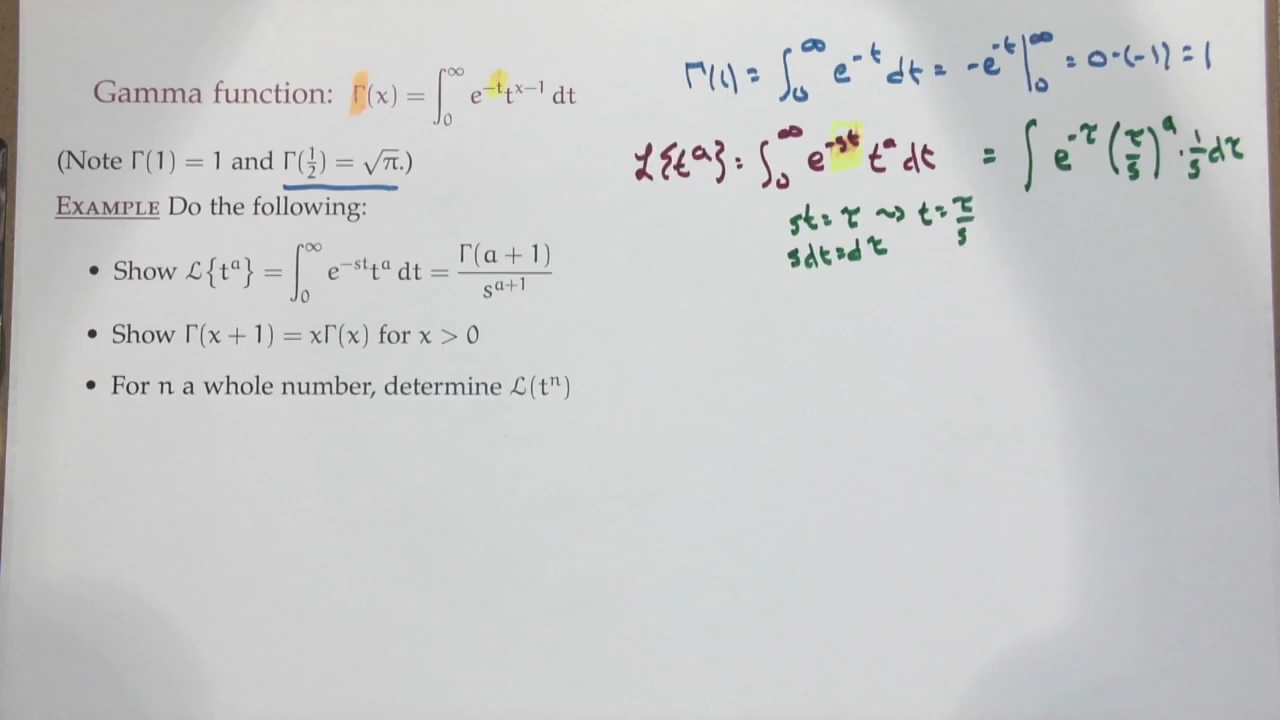 Gamma function: Γ(x) = ∫₀^∞ e^{−t} t^{x−1} dt
(Note Γ(1) = 1 and Γ(½) = √π.)
EXAMPLE Do the following:
• Show ℒ{t^a} = ∫₀^∞ e^{−st} t^a dt = Γ(a + 1) / s^{a+1}
• Show Γ(x + 1) = xΓ(x) for x > 0
• For n a whole number, determine ℒ(t^n)
Γ(1) = ∫₀^∞ e^{-t} dt = -e^{-t} |₀^∞ = 0-(-1) = 1
ℒ{t^a} = ∫₀^∞ e^{-st} t^a dt = ∫ e^{-τ} (τ/s)^a · 1/s dτ
st = τ ⇝ t = τ/s
s dt = dτ